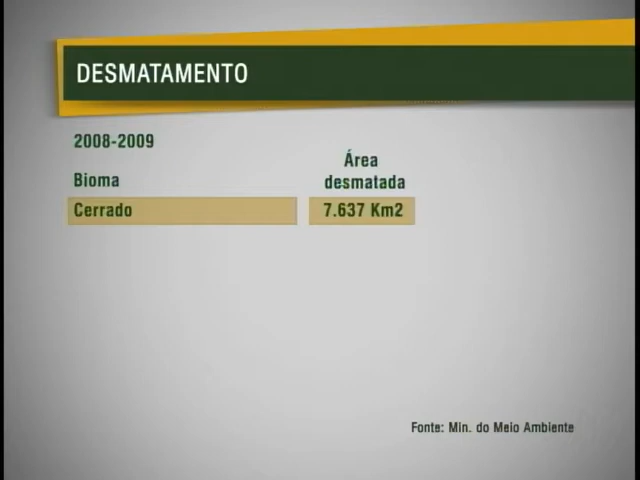 DESMATAMENTO
2008-2009
Bioma
Área
desmatada
Cerrado
7.637 Km2
Fonte: Min. do Meio Ambiente